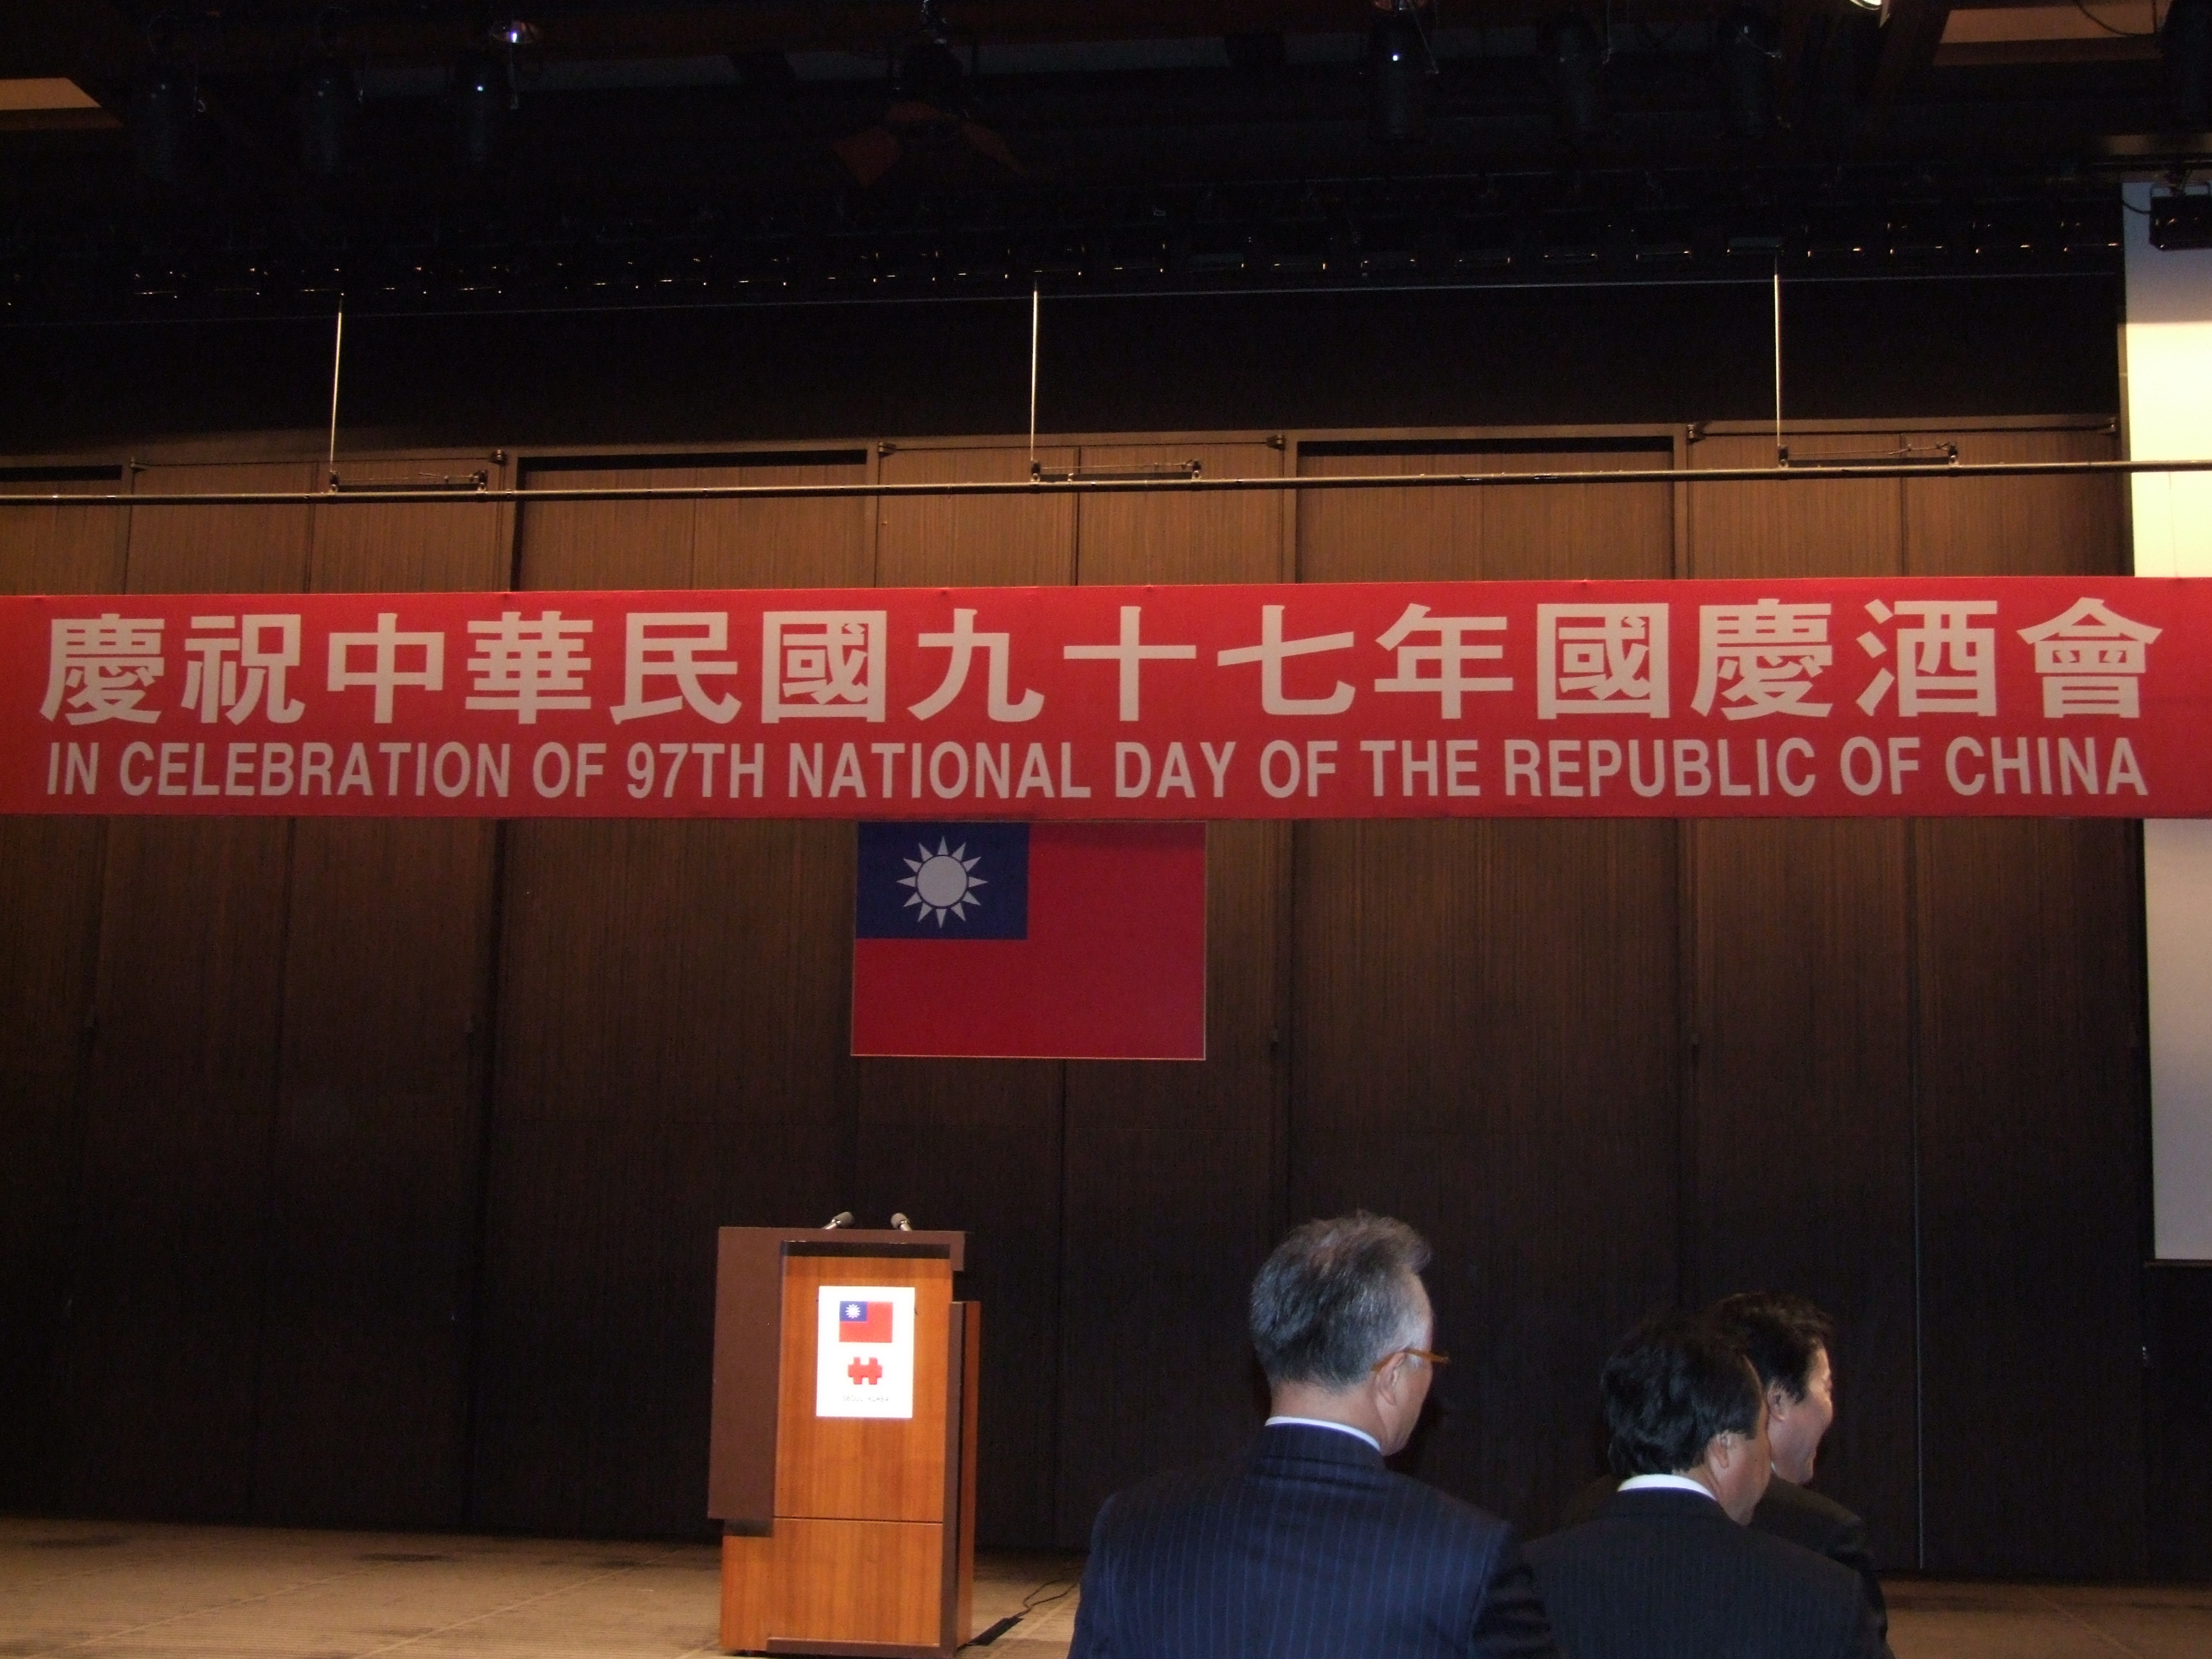 慶祝中華民國九十七年國慶酒會
IN CELEBRATION OF 97TH NATIONAL DAY OF THE REPUBLIC OF CHINA